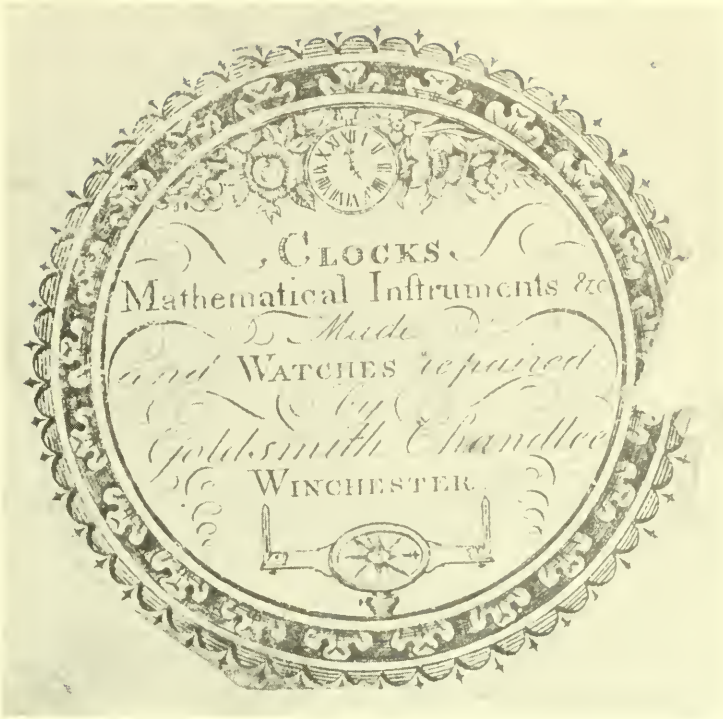 CLOCKS
Mathematical Inſtruments &c
Made
and WATCHES repaired
by
Goldsmith Chandlee
WINCHESTER